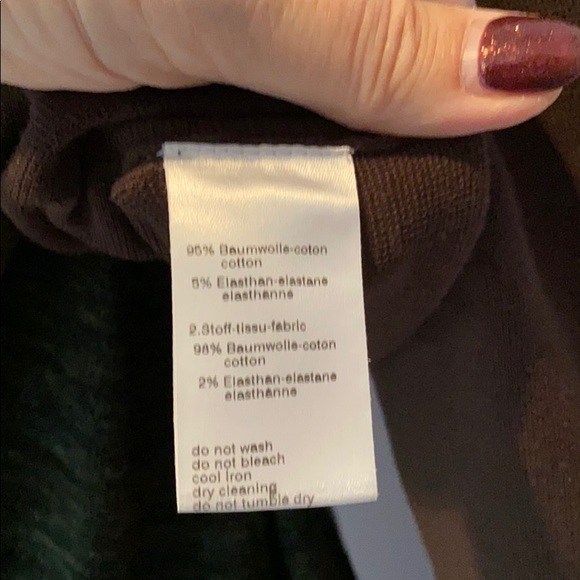 95% Baumwolle-coton
cotton
5% Elasthan-elastane
elasthanne
2.Stoff-tissu-fabric
98% Baumwolle-coton
cotton
2% Elasthan-elastane
elasthanne
do not wash
do not bleach
cool iron
dry cleaning
do not tumble dry